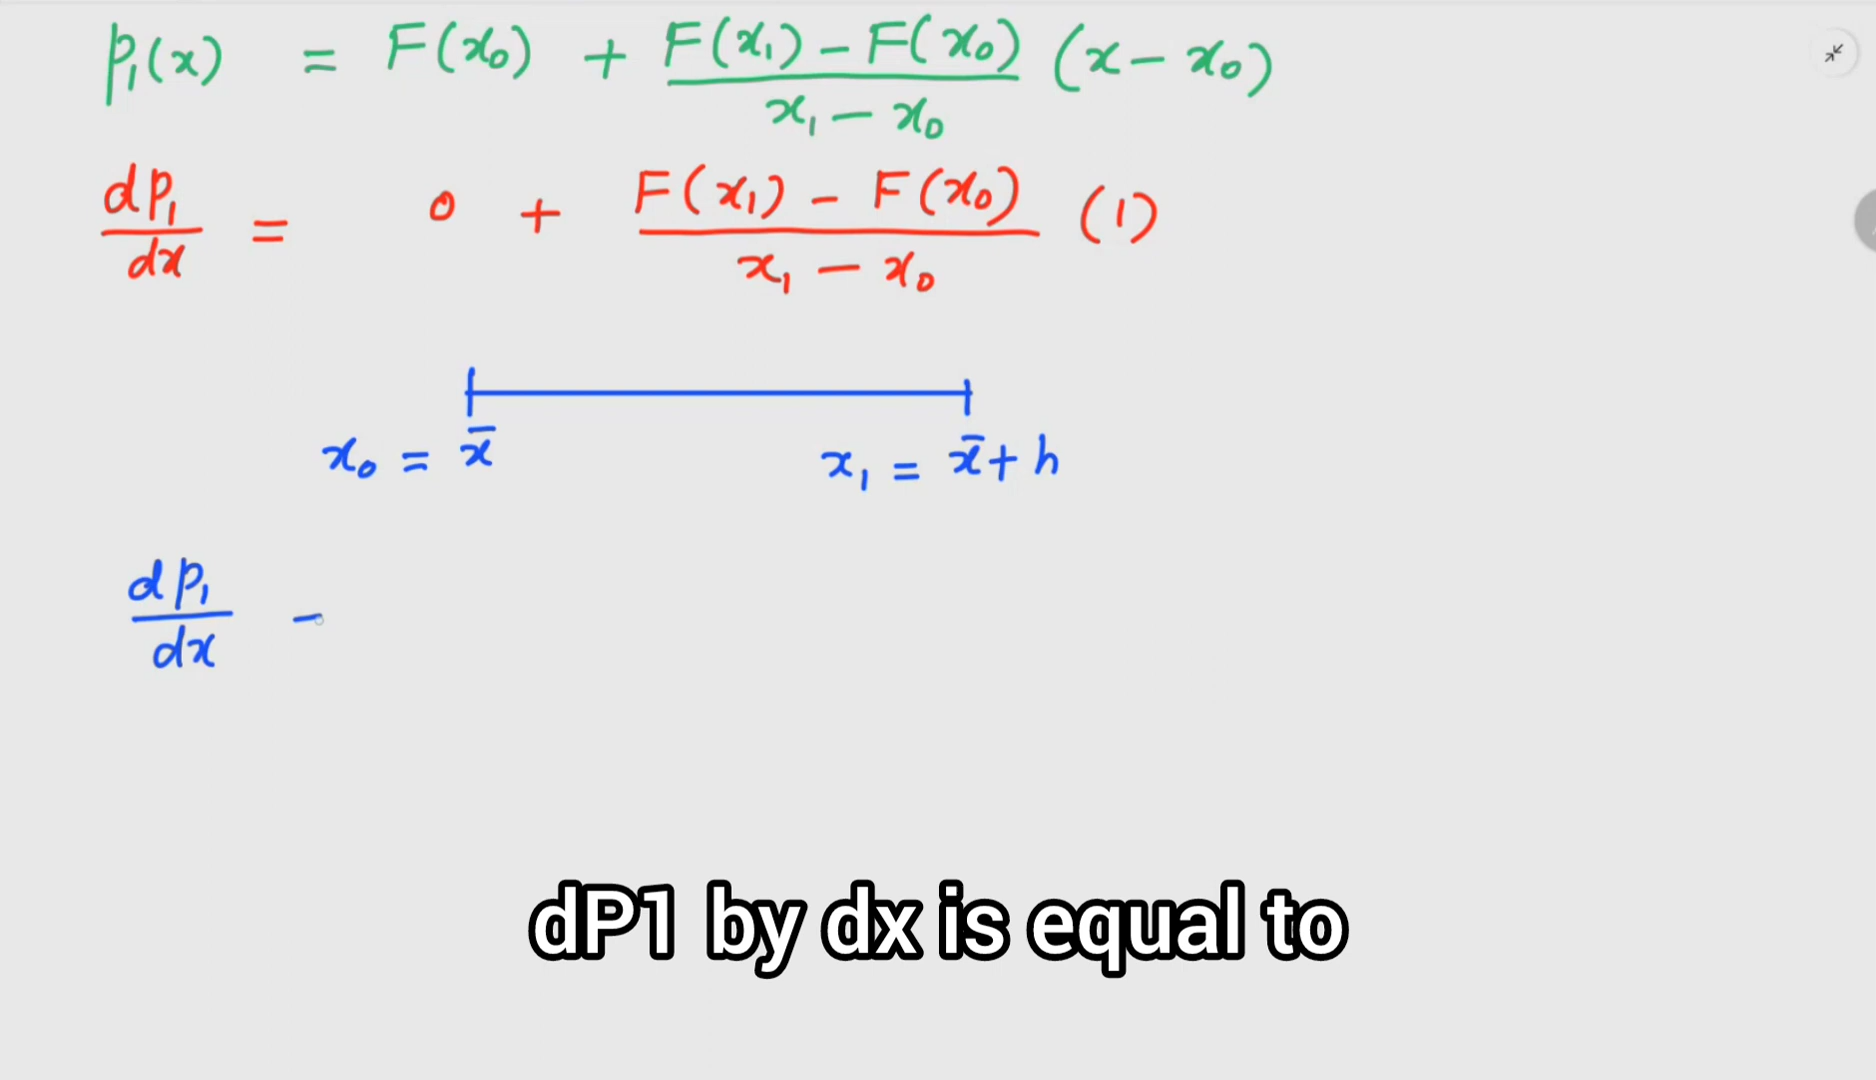 p₁(x) = F(x₀) + (F(x₁) − F(x₀))/(x₁ − x₀) (x − x₀)
dp₁/dx = 0 + (F(x₁) − F(x₀))/(x₁ − x₀) (1)
x₀ = x̄ x₁ = x̄ + h
dp₁/dx −
dP1 by dx is equal to